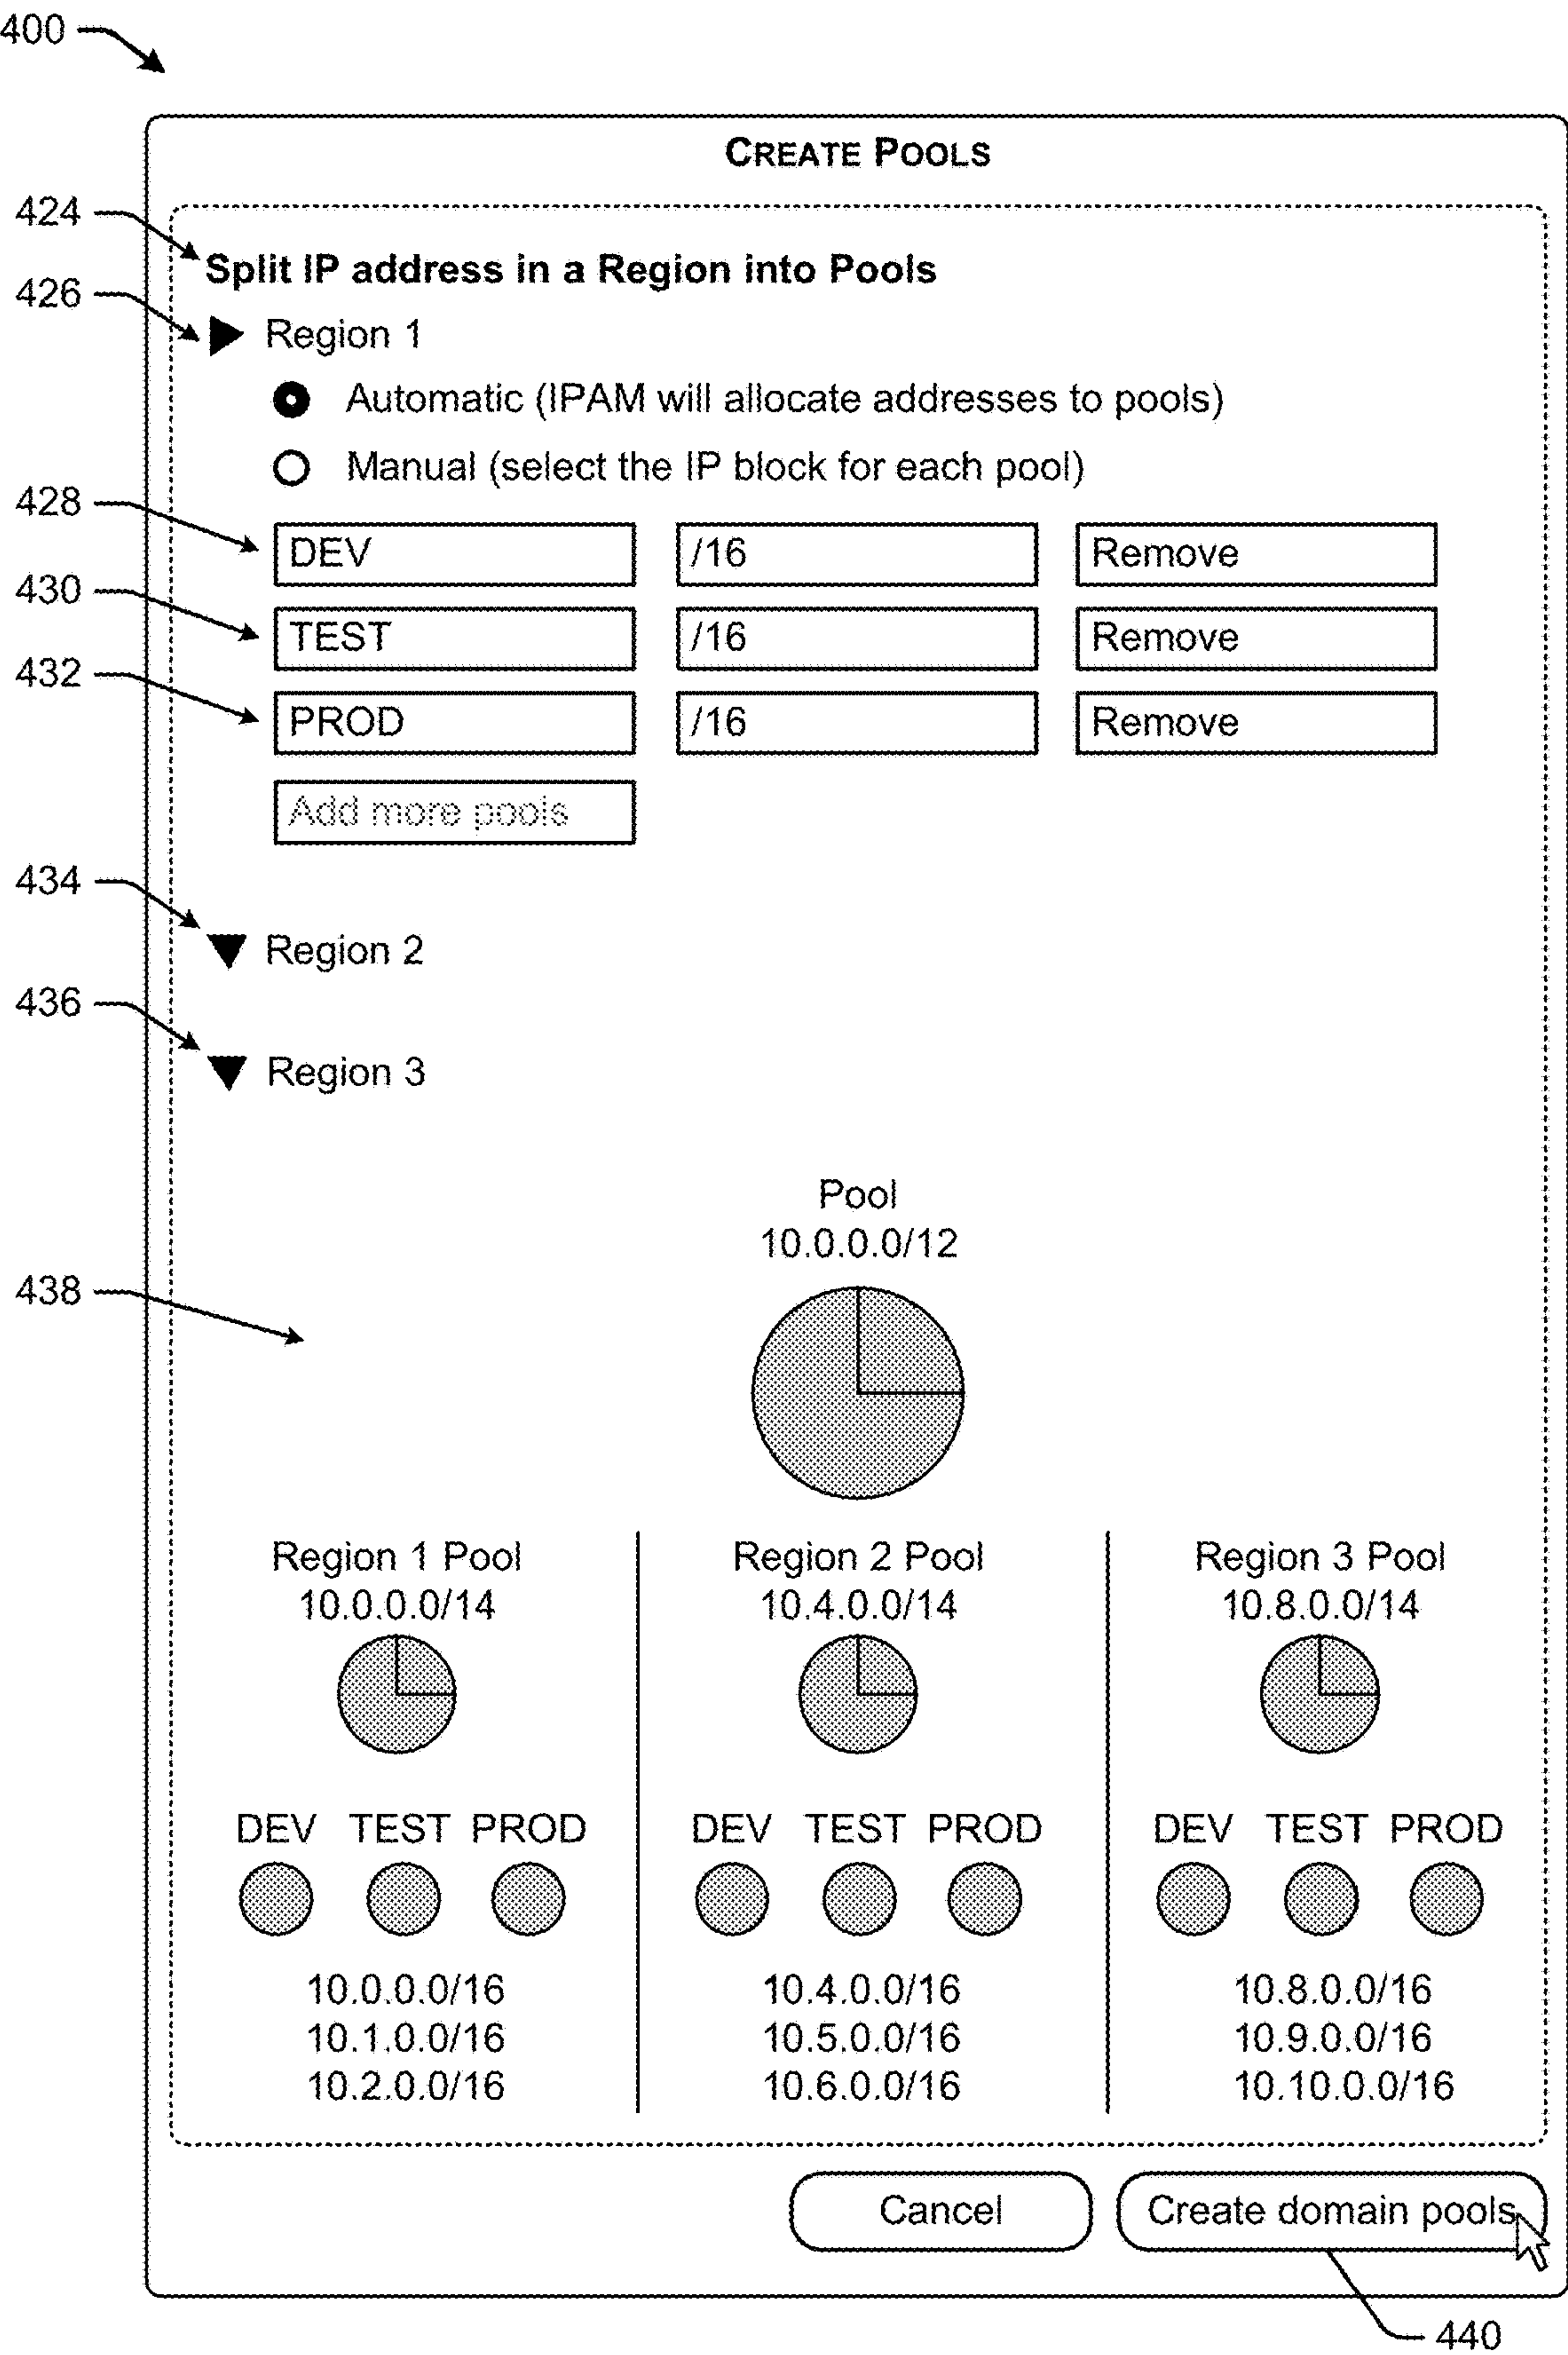 400
CREATE POOLS
424
Split IP address in a Region into Pools
426
Region 1
Automatic (IPAM will allocate addresses to pools)
Manual (select the IP block for each pool)
428
DEV /16 Remove
430
TEST /16 Remove
432
PROD /16 Remove
Add more pools
434
Region 2
436
Region 3
Pool
10.0.0.0/12
438
Region 1 Pool Region 2 Pool Region 3 Pool
10.0.0.0/14 10.4.0.0/14 10.8.0.0/14
DEV TEST PROD DEV TEST PROD DEV TEST PROD
10.0.0.0/16 10.4.0.0/16 10.8.0.0/16
10.1.0.0/16 10.5.0.0/16 10.9.0.0/16
10.2.0.0/16 10.6.0.0/16 10.10.0.0/16
Cancel Create domain pools
440